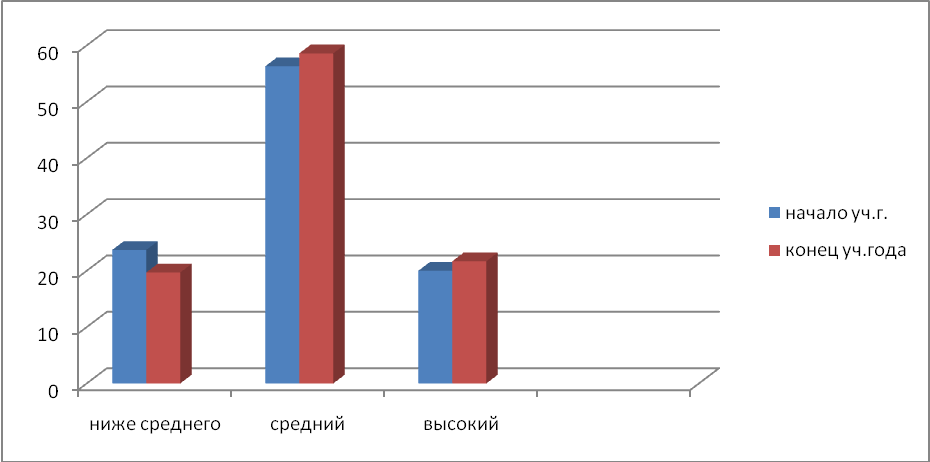 60
50
40
30
20
10
0
ниже среднего
средний
высокий
начало уч.г.
конец уч.года